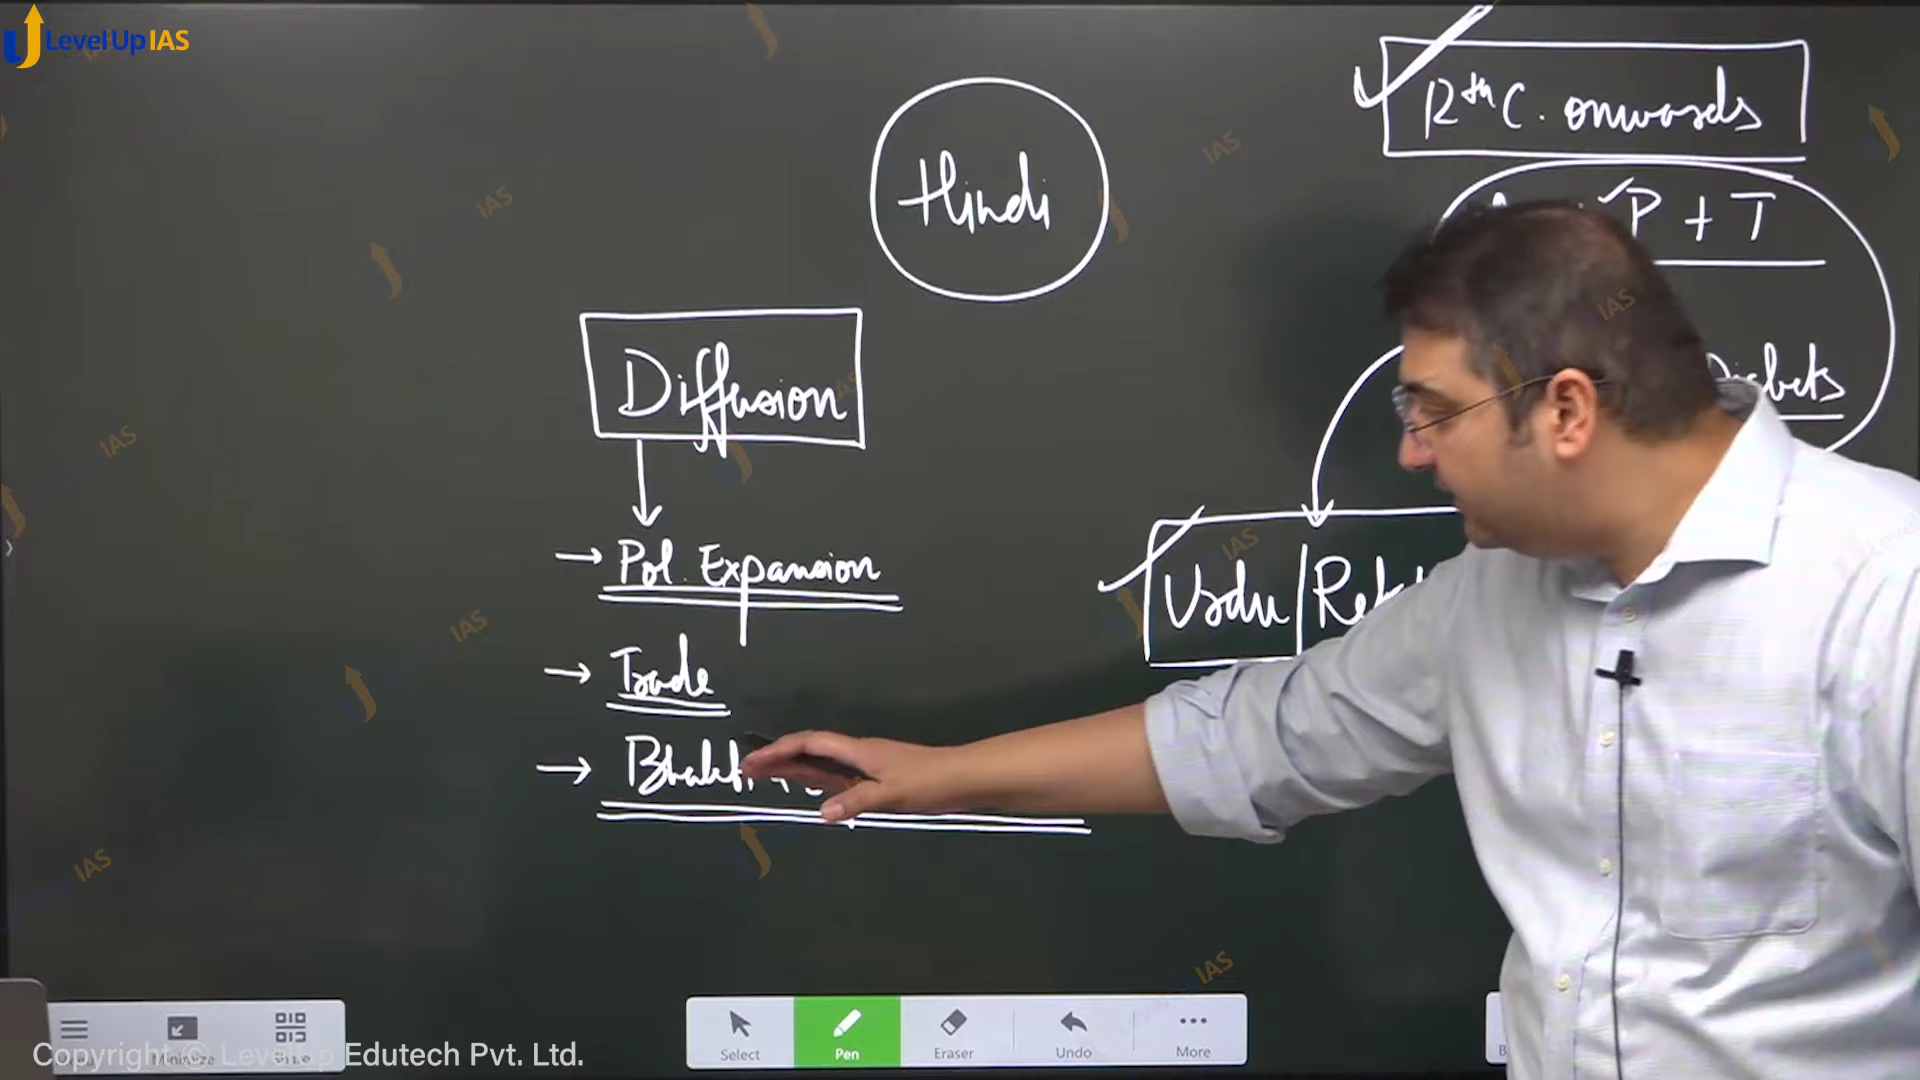 Level Up IAS
Hindi
12th C. onwards
P + T
Diffusion
→ Pol. Expansion
→ Trade
→ Bhakti
Urdu
Select
Pen
Eraser
Undo
More
Copyright © Level Up Edutech Pvt. Ltd.